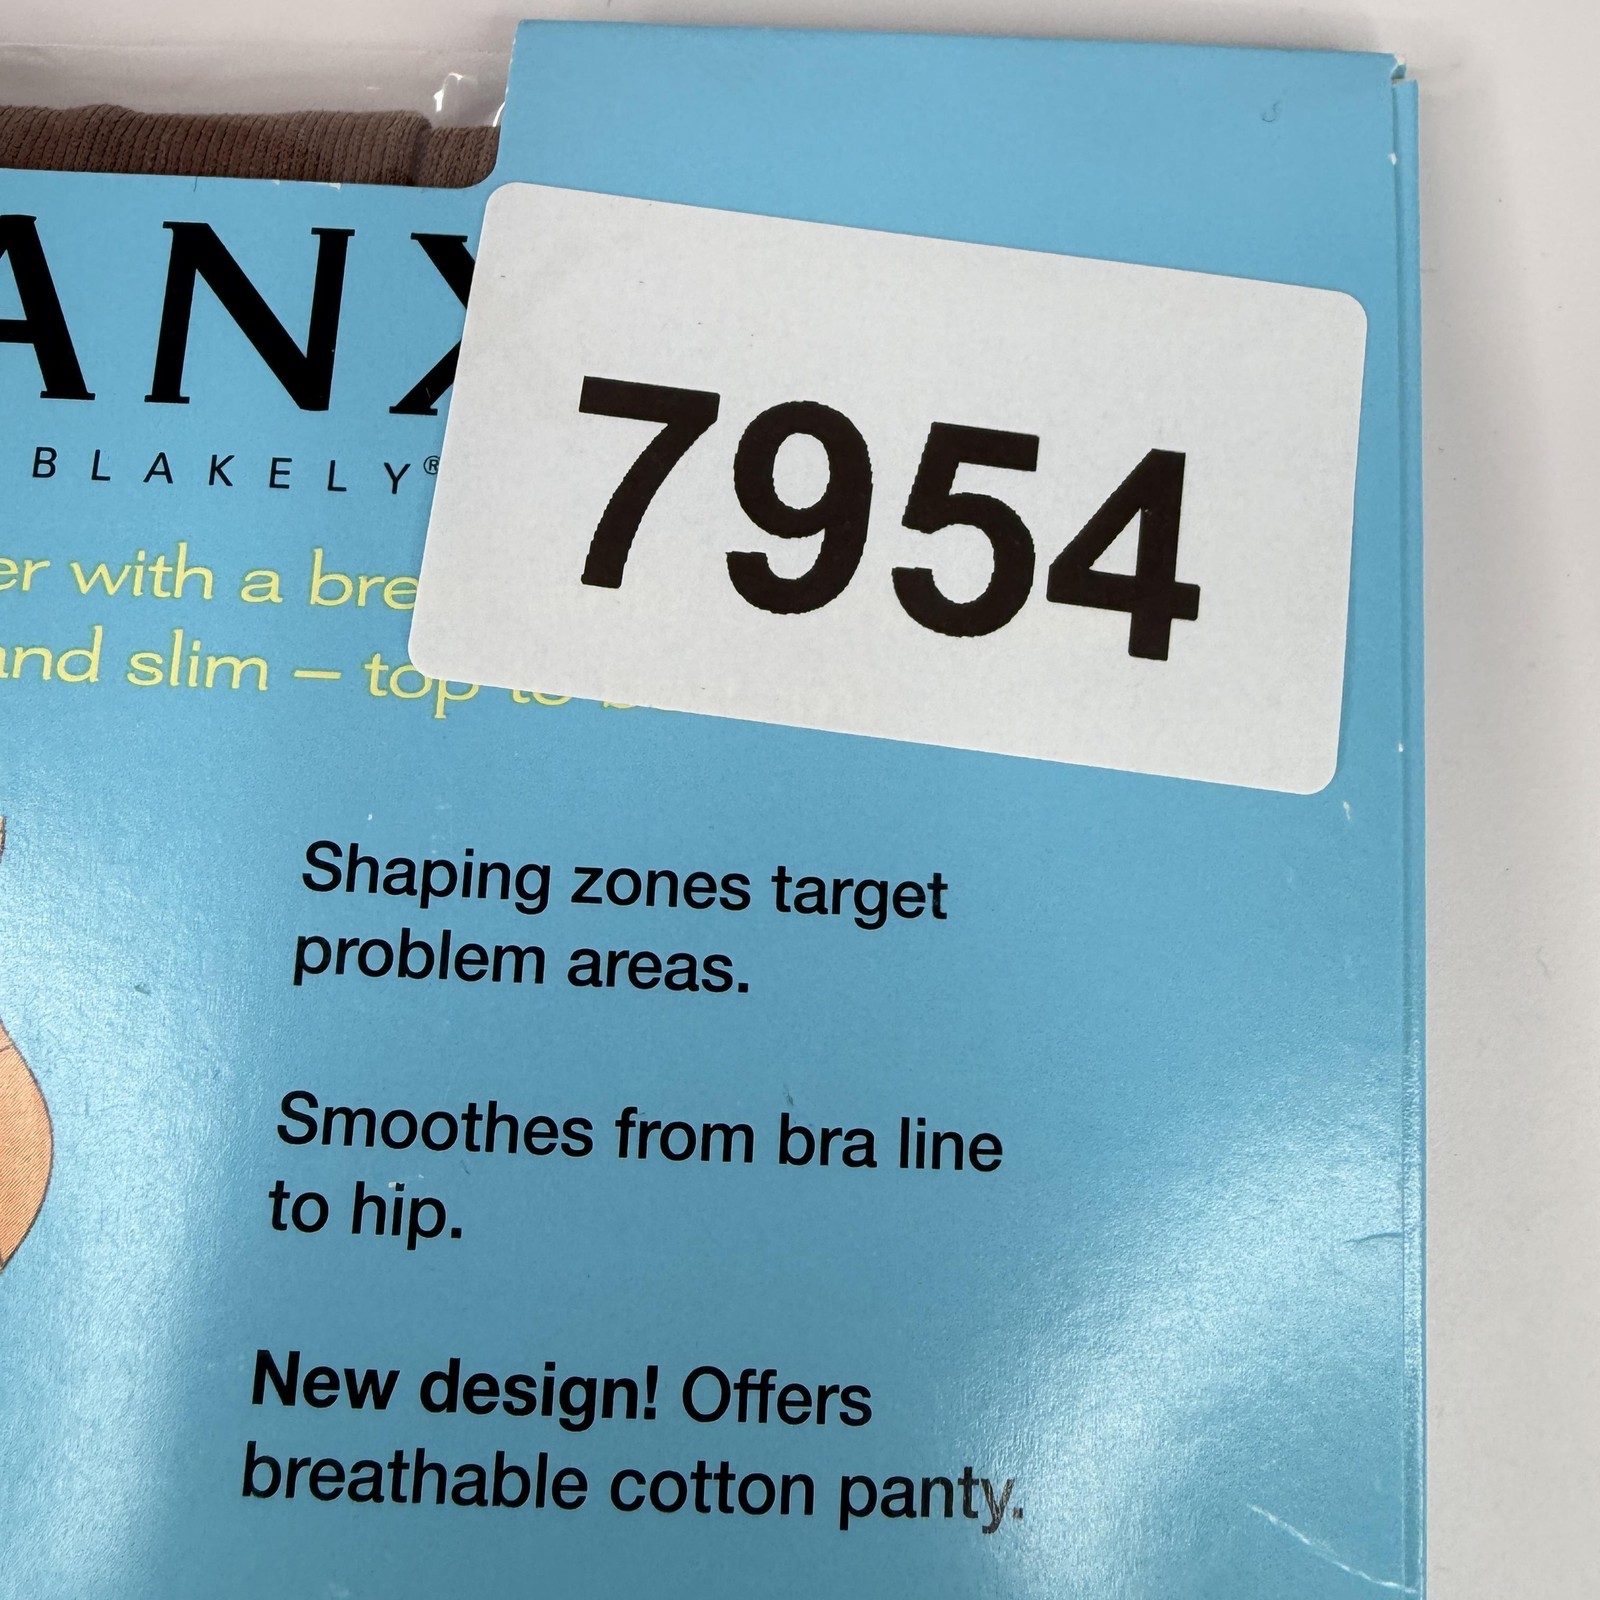 ANX
BLAKELY®
er with a bre
and slim – top to b
7954
Shaping zones target
problem areas.
Smoothes from bra line
to hip.
New design! Offers
breathable cotton panty.